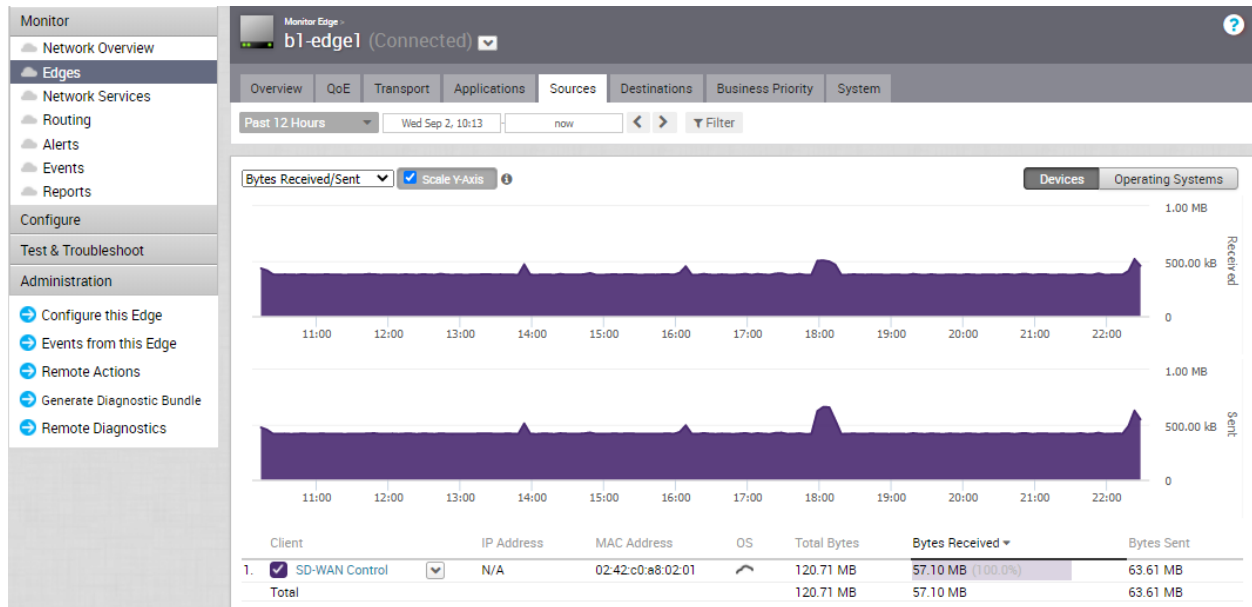 Monitor
Network Overview
Edges
Network Services
Routing
Alerts
Events
Reports
Configure
Test & Troubleshoot
Administration
Configure this Edge
Events from this Edge
Remote Actions
Generate Diagnostic Bundle
Remote Diagnostics
Monitor Edge >
b1-edge1 (Connected)
?
Overview QoE Transport Applications Sources Destinations Business Priority System
Past 12 Hours Wed Sep 2, 10:13 - now Filter
Bytes Received/Sent Scale Y-Axis Devices Operating Systems
1.00 MB
500.00 kB
0
Received
11:00 12:00 13:00 14:00 15:00 16:00 17:00 18:00 19:00 20:00 21:00 22:00
1.00 MB
500.00 kB
0
Sent
11:00 12:00 13:00 14:00 15:00 16:00 17:00 18:00 19:00 20:00 21:00 22:00
Client IP Address MAC Address OS Total Bytes Bytes Received Bytes Sent
1. SD-WAN Control N/A 02:42:c0:a8:02:01 120.71 MB 57.10 MB (100.0%) 63.61 MB
Total 120.71 MB 57.10 MB 63.61 MB